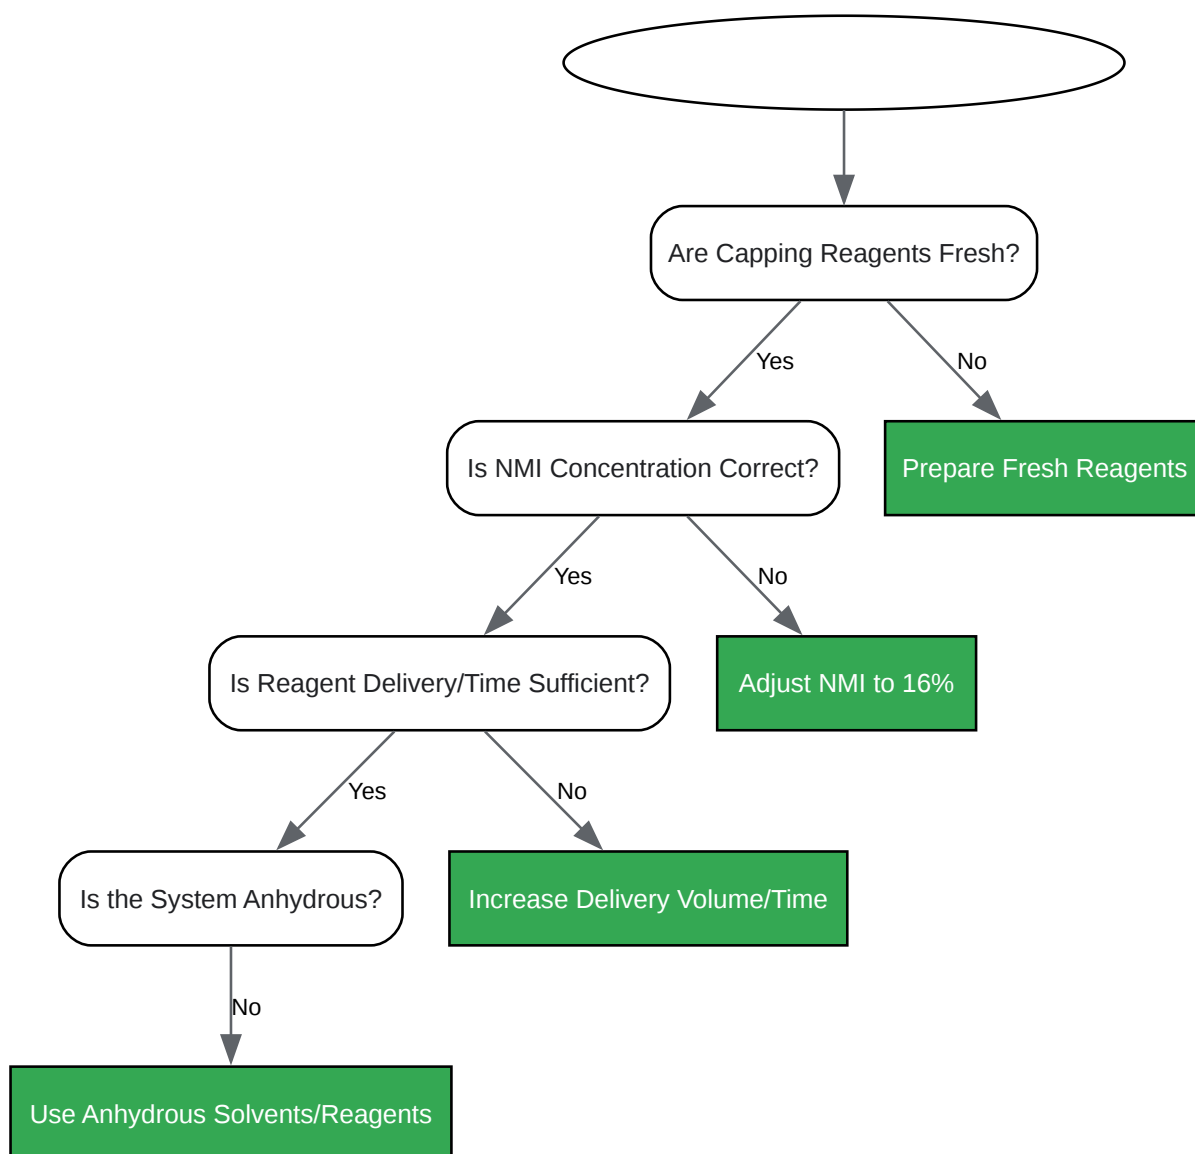 Are Capping Reagents Fresh?
Yes
No
Is NMI Concentration Correct?
Prepare Fresh Reagents
Yes
No
Is Reagent Delivery/Time Sufficient?
Adjust NMI to 16%
Yes
No
Is the System Anhydrous?
Increase Delivery Volume/Time
No
Use Anhydrous Solvents/Reagents